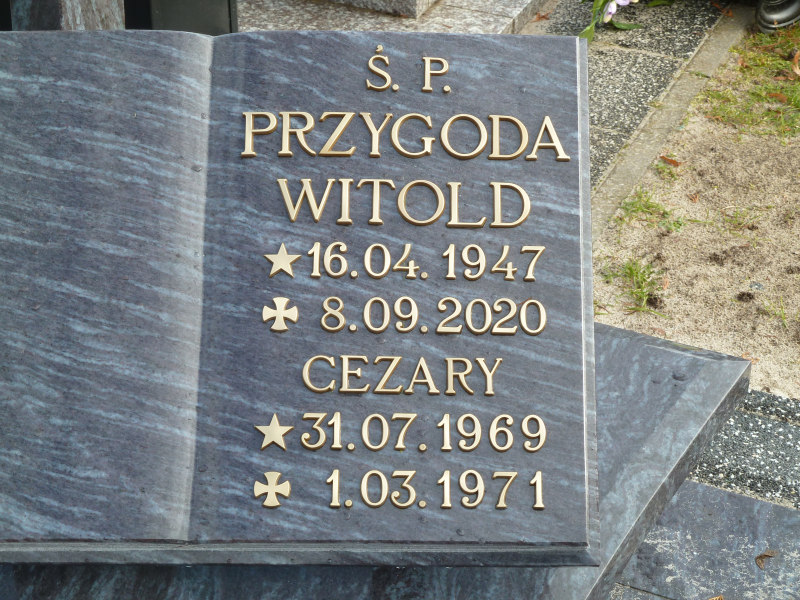 Ś. P.
PRZYGODA
WITOLD
16.04.1947
8.09.2020
CEZARY
31.07.1969
1.03.1971